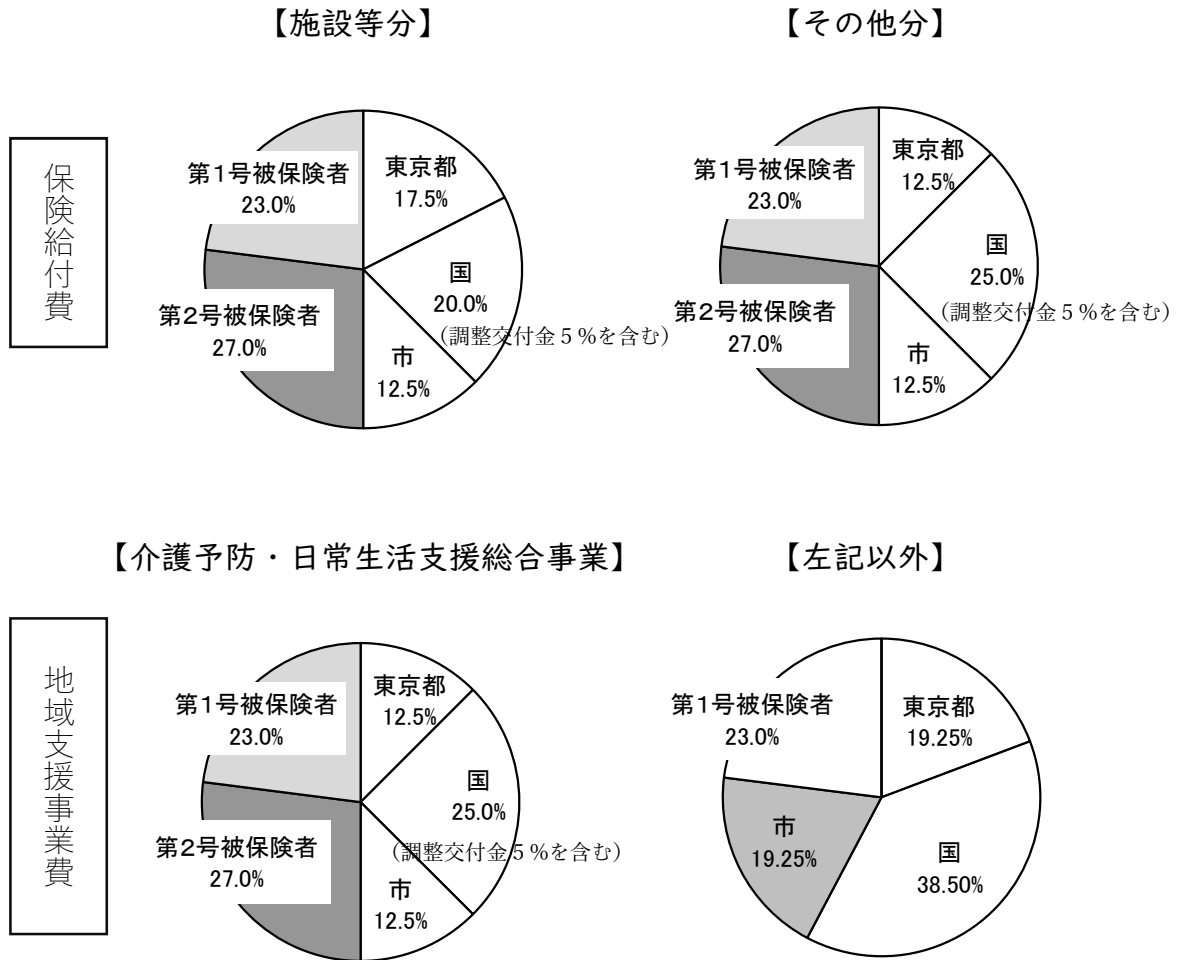 【施設等分】
【その他分】
保険給付費
東京都
17.5%
国
20.0%
(調整交付金5%を含む)
市
12.5%
第2号被保険者
27.0%
第1号被保険者
23.0%
東京都
12.5%
国
25.0%
(調整交付金5%を含む)
市
12.5%
第2号被保険者
27.0%
第1号被保険者
23.0%
【介護予防・日常生活支援総合事業】
【左記以外】
地域支援事業費
東京都
12.5%
国
25.0%
(調整交付金5%を含む)
市
12.5%
第2号被保険者
27.0%
第1号被保険者
23.0%
東京都
19.25%
国
38.50%
市
19.25%
第1号被保険者
23.0%